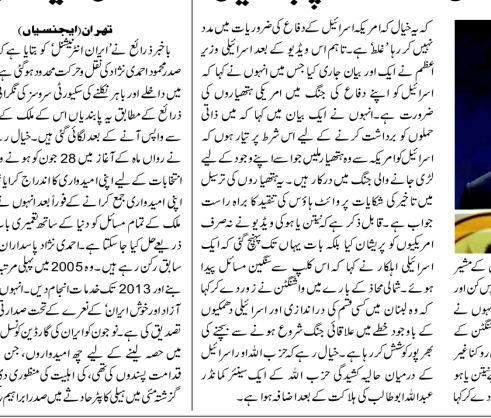 تہران (ایجنسیاں)
باخبر ذرائع نے 'ایران انٹرنیشنل' کو بتایا ہے کہ
صدر محمود احمدی نژاد کی نقل و حرکت محدود ہوگئی ہے
میں داخلے اور باہر نکلنے کی سکیورٹی سروسز کی نگرانی
ذرائع کے مطابق یہ پابندیاں اس کے ملک کے
سے واپس آنے کے بعد لگائی گئی ہیں۔ خیال رہے
نے رواں ماہ کے آغاز میں 28 جون کو ہونے و
انتخابات کے لیے اپنی امیدواری کا اندراج کرایا
اپنی امیدواری جمع کرانے کے فوراً بعد انہوں نے
ملک کے تمام مسائل کو دنیا کے ساتھ تعمیری بات
ذریعے حل کیا جاسکتا ہے۔ احمدی نژاد پاسداران
سابق رکن رہے ہیں۔ وہ 2005 میں پہلی مرتبہ
بنے اور 2013 تک خدمات انجام دیں۔ انہوں
آزاد اور خوش ایران' کے نعرے کے تحت صدارتی
تصدیق کی ہے۔ نو جون کو ایران کی گارڈین کونسل
میں حصہ لینے کے لیے چھ امیدواروں، جن
قدامت پسندوں کی تھی، کی اہلیت کی منظوری دی
گزشتہ مئی میں ہیلی کاپٹر حادثے میں صدر ابراہیم
کہ یہ خیال کہ امریکہ اسرائیل کے دفاع کی ضروریات میں مدد
نہیں کر رہا 'غلط' ہے۔ تاہم اس ویڈیو کے بعد اسرائیلی وزیر
اعظم نے ایک اور بیان جاری کیا جس میں انہوں نے کہا کہ
اسرائیل کو اپنے دفاع کی جنگ میں امریکی ہتھیاروں کی
ضرورت ہے۔ انہوں نے ایک بیان میں کہا کہ میں ذاتی
حملوں کو برداشت کرنے کے لیے اس شرط پر تیار ہوں کہ
اسرائیل کو امریکہ سے وہ ہتھیار ملیں جو اسے اپنے وجود کے لیے
لڑی جانے والی جنگ میں درکار ہیں۔ یہ ہتھیاروں کی ترسیل
میں تاخیر کی شکایات پر وائٹ ہاؤس کی تنقید کا براہ راست
جواب ہے۔ قابل ذکر ہے کہ نیتن یاہو کی ویڈیو نے نہ صرف
امریکیوں کو پریشان کیا بلکہ بات یہاں تک پہنچ گئی کہ ایک
اسرائیلی اہلکار نے کہا کہ اس کلپ سے سنگین مسائل پیدا
ہوئے۔ شمالی محاذ کے بارے میں واشنگٹن نے زور دے کر کہا
کہ وہ لبنان میں کسی قسم کی دراندازی اور اسرائیلی دھمکیوں
کے باوجود خطے میں علاقائی جنگ شروع ہونے سے بچنے کی
بھرپور کوشش کر رہا ہے۔ خیال رہے کہ حزب اللہ اور اسرائیل
کے درمیان حالیہ کشیدگی حزب اللہ کے ایک سینئر کمانڈر
عبداللہ ابوطالب کی ہلاکت کے بعد اضافہ ہوا ہے۔